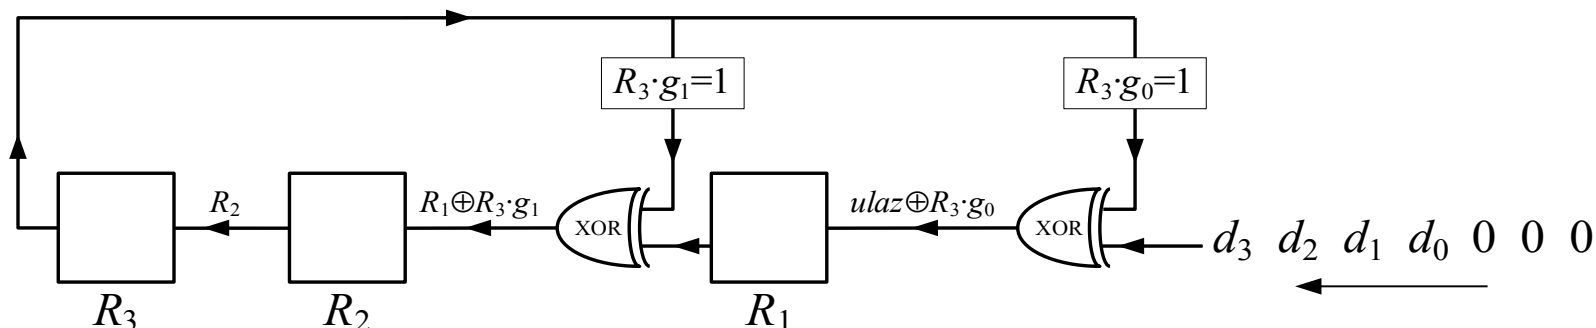 R₃·g₁=1 R₃·g₀=1
R₂ R₁⊕R₃·g₁ XOR ulaz⊕R₃·g₀ XOR d₃ d₂ d₁ d₀ 0 0 0
R₃ R₂ R₁